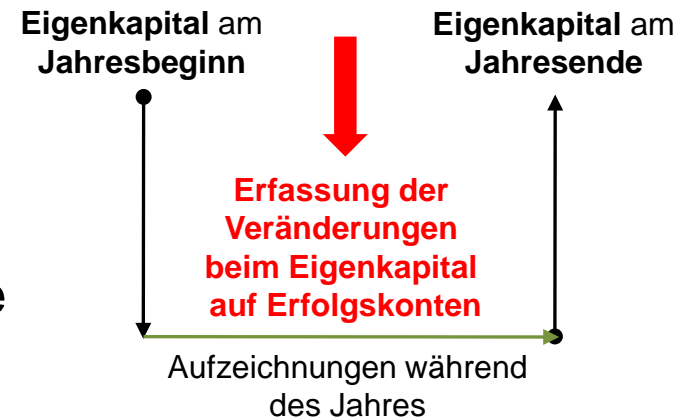 Eigenkapital am
Jahresbeginn
Eigenkapital am
Jahresende
Erfassung der
Veränderungen
beim Eigenkapital
auf Erfolgskonten
e
Aufzeichnungen während
des Jahres